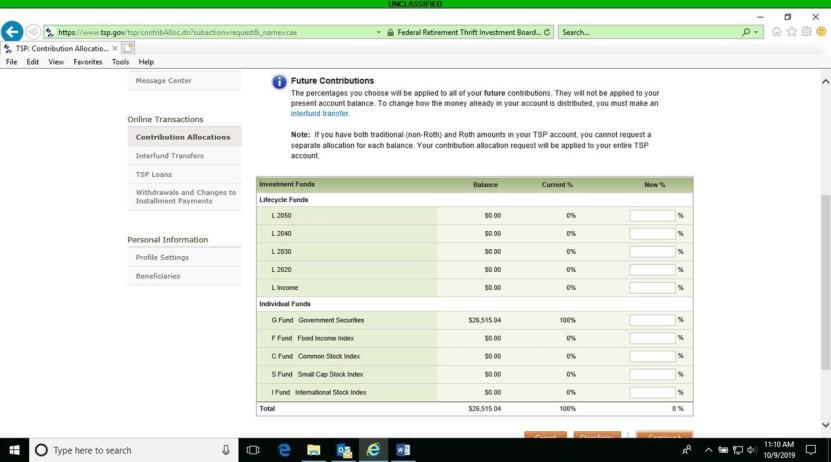 UNCLASSIFIED
https://www.tsp.gov/tsp/contribAlloc.do?subaction=request&_name=cae
Federal Retirement Thrift Investment Board...
Search...
TSP: Contribution Allocatio...
File Edit View Favorites Tools Help
Message Center
Online Transactions
Contribution Allocations
Interfund Transfers
TSP Loans
Withdrawals and Changes to
Installment Payments
Personal Information
Profile Settings
Beneficiaries
Future Contributions
The percentages you choose will be applied to all of your future contributions. They will not be applied to your
present account balance. To change how the money already in your account is distributed, you must make an
interfund transfer.
Note: If you have both traditional (non-Roth) and Roth amounts in your TSP account, you cannot request a
separate allocation for each balance. Your contribution allocation request will be applied to your entire TSP
account.
Investment Funds Balance Current % New %
Lifecycle Funds
L 2050 $0.00 0% %
L 2040 $0.00 0% %
L 2030 $0.00 0% %
L 2020 $0.00 0% %
L Income $0.00 0% %
Individual Funds
G Fund Government Securities $26,515.04 100% %
F Fund Fixed Income Index $0.00 0% %
C Fund Common Stock Index $0.00 0% %
S Fund Small Cap Stock Index $0.00 0% %
I Fund International Stock Index $0.00 0% %
Total $26,515.04 100% 0 %
Type here to search
11:10 AM
10/9/2019